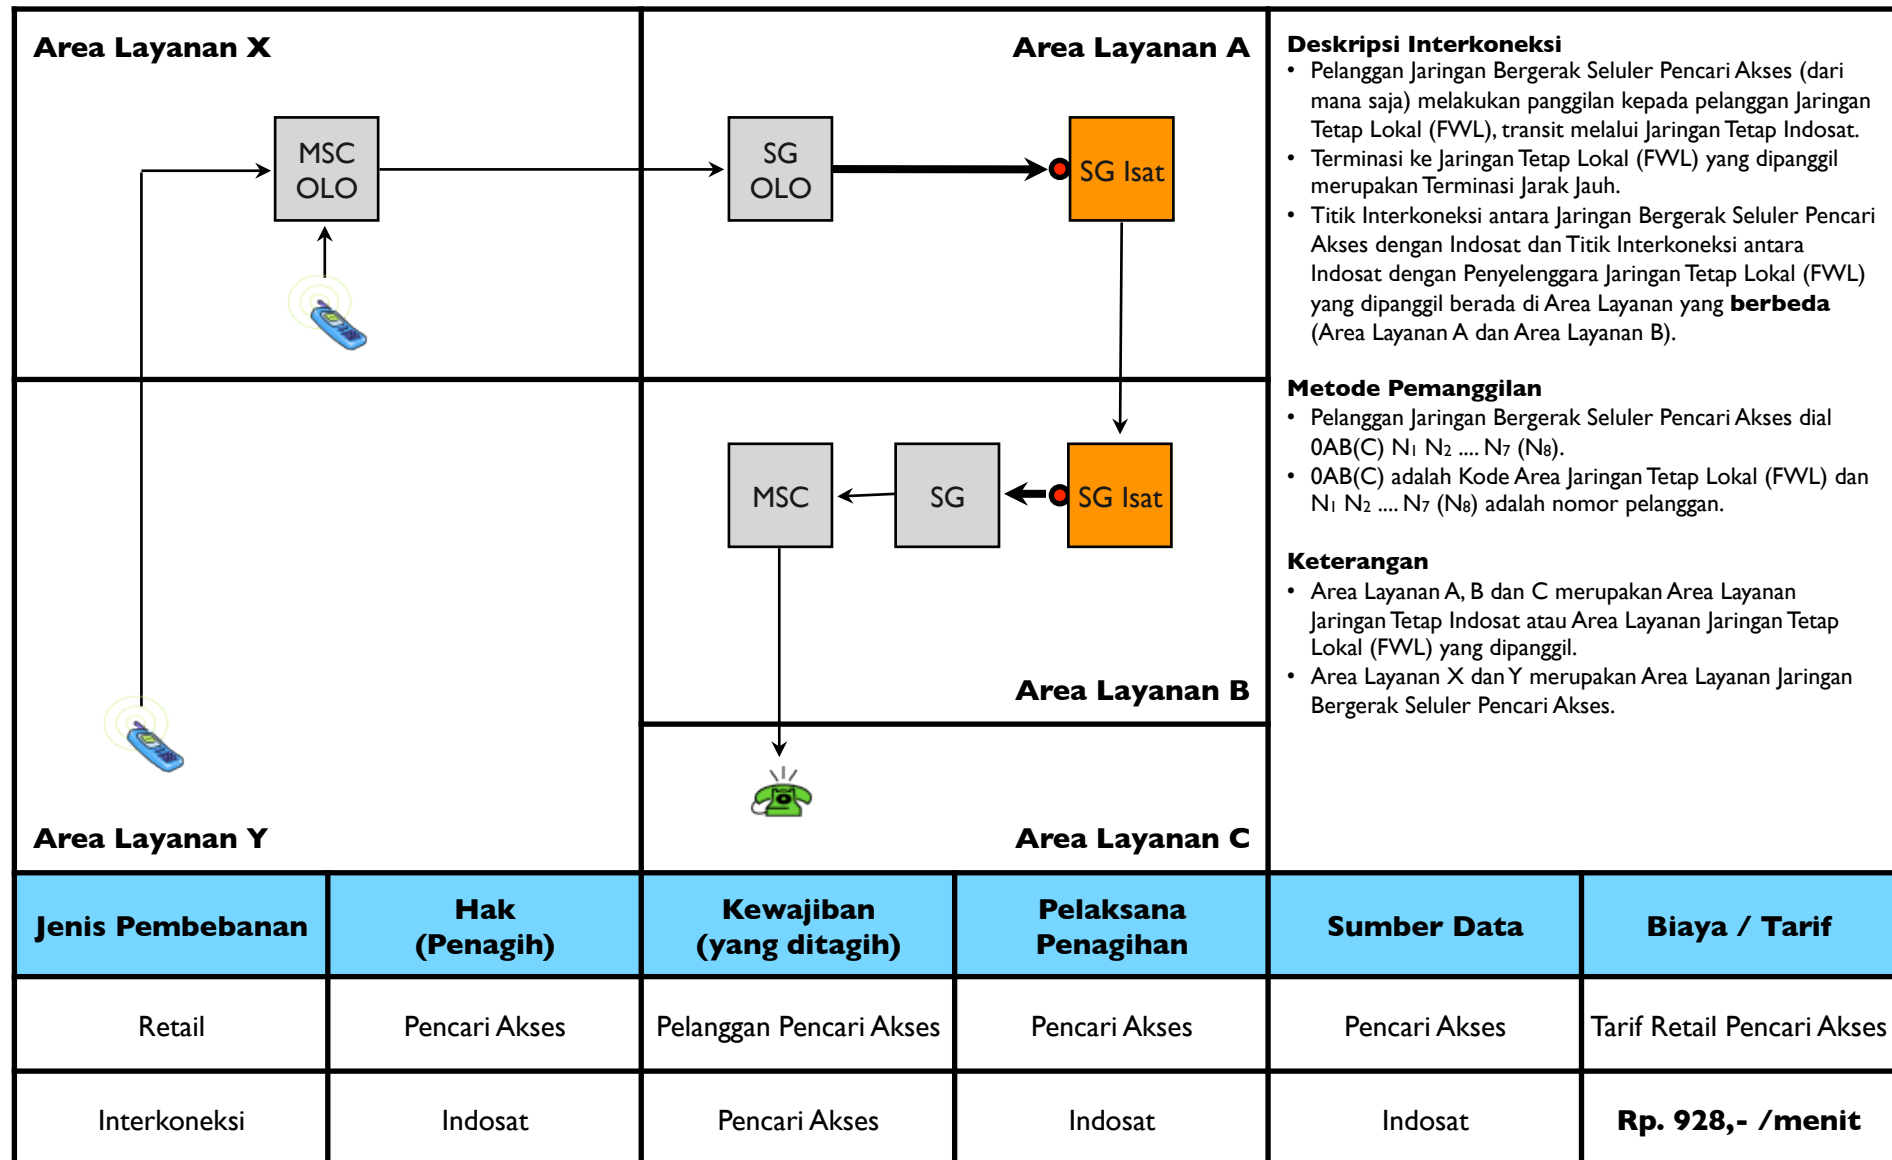 Area Layanan X
Area Layanan A
MSC
OLO
SG
OLO
SG Isat
MSC
SG
SG Isat
Area Layanan B
Area Layanan Y
Area Layanan C
Deskripsi Interkoneksi
• Pelanggan Jaringan Bergerak Seluler Pencari Akses (dari
mana saja) melakukan panggilan kepada pelanggan Jaringan
Tetap Lokal (FWL), transit melalui Jaringan Tetap Indosat.
• Terminasi ke Jaringan Tetap Lokal (FWL) yang dipanggil
merupakan Terminasi Jarak Jauh.
• Titik Interkoneksi antara Jaringan Bergerak Seluler Pencari
Akses dengan Indosat dan Titik Interkoneksi antara
Indosat dengan Penyelenggara Jaringan Tetap Lokal (FWL)
yang dipanggil berada di Area Layanan yang berbeda
(Area Layanan A dan Area Layanan B).
Metode Pemanggilan
• Pelanggan Jaringan Bergerak Seluler Pencari Akses dial
0AB(C) N1 N2 .... N7 (N8).
• 0AB(C) adalah Kode Area Jaringan Tetap Lokal (FWL) dan
N1 N2 .... N7 (N8) adalah nomor pelanggan.
Keterangan
• Area Layanan A, B dan C merupakan Area Layanan
Jaringan Tetap Indosat atau Area Layanan Jaringan Tetap
Lokal (FWL) yang dipanggil.
• Area Layanan X dan Y merupakan Area Layanan Jaringan
Bergerak Seluler Pencari Akses.
Jenis Pembebanan
Hak
(Penagih)
Kewajiban
(yang ditagih)
Pelaksana
Penagihan
Sumber Data
Biaya / Tarif
Retail
Pencari Akses
Pelanggan Pencari Akses
Pencari Akses
Pencari Akses
Tarif Retail Pencari Akses
Interkoneksi
Indosat
Pencari Akses
Indosat
Indosat
Rp. 928,- /menit